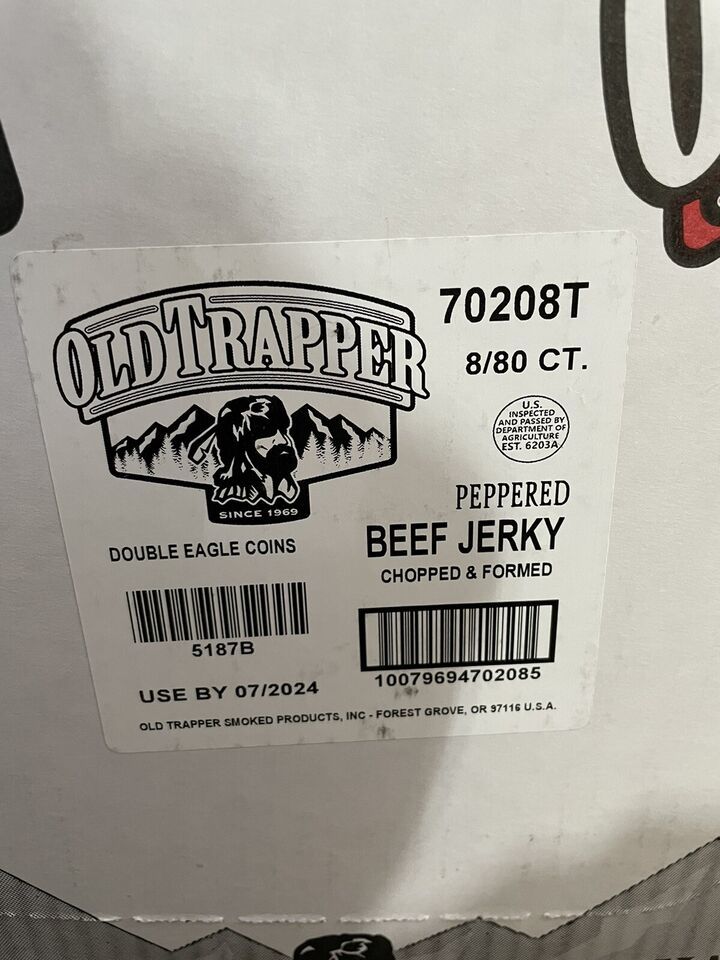 OLD TRAPPER
SINCE 1969
70208T
8/80 CT.
U.S.
INSPECTED
AND PASSED BY
DEPARTMENT OF
AGRICULTURE
EST. 6203A
PEPPERED
BEEF JERKY
CHOPPED & FORMED
DOUBLE EAGLE COINS
5187B
10079694702085
USE BY 07/2024
OLD TRAPPER SMOKED PRODUCTS, INC - FOREST GROVE, OR 97116 U.S.A.